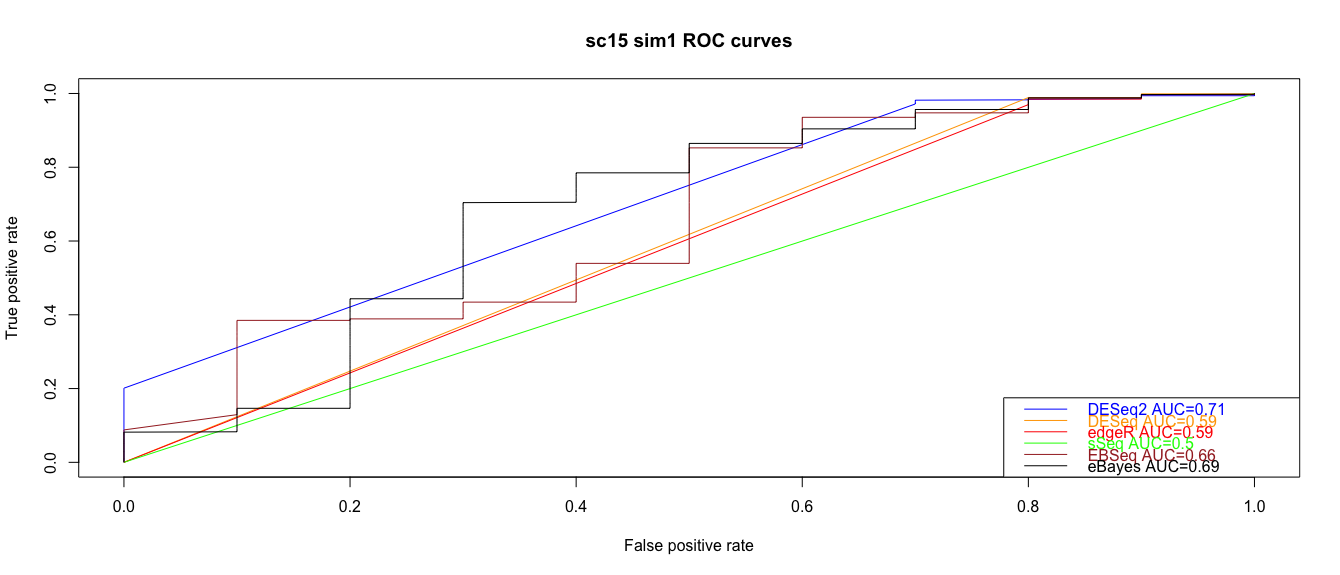 sc15 sim1 ROC curves
True positive rate
1.0
0.8
0.6
0.4
0.2
0.0
DESeq2 AUC=0.71
DESeq AUC=0.59
edgeR AUC=0.59
sSeq AUC=0.5
EBSeq AUC=0.66
eBayes AUC=0.69
0.0 0.2 0.4 0.6 0.8 1.0
False positive rate